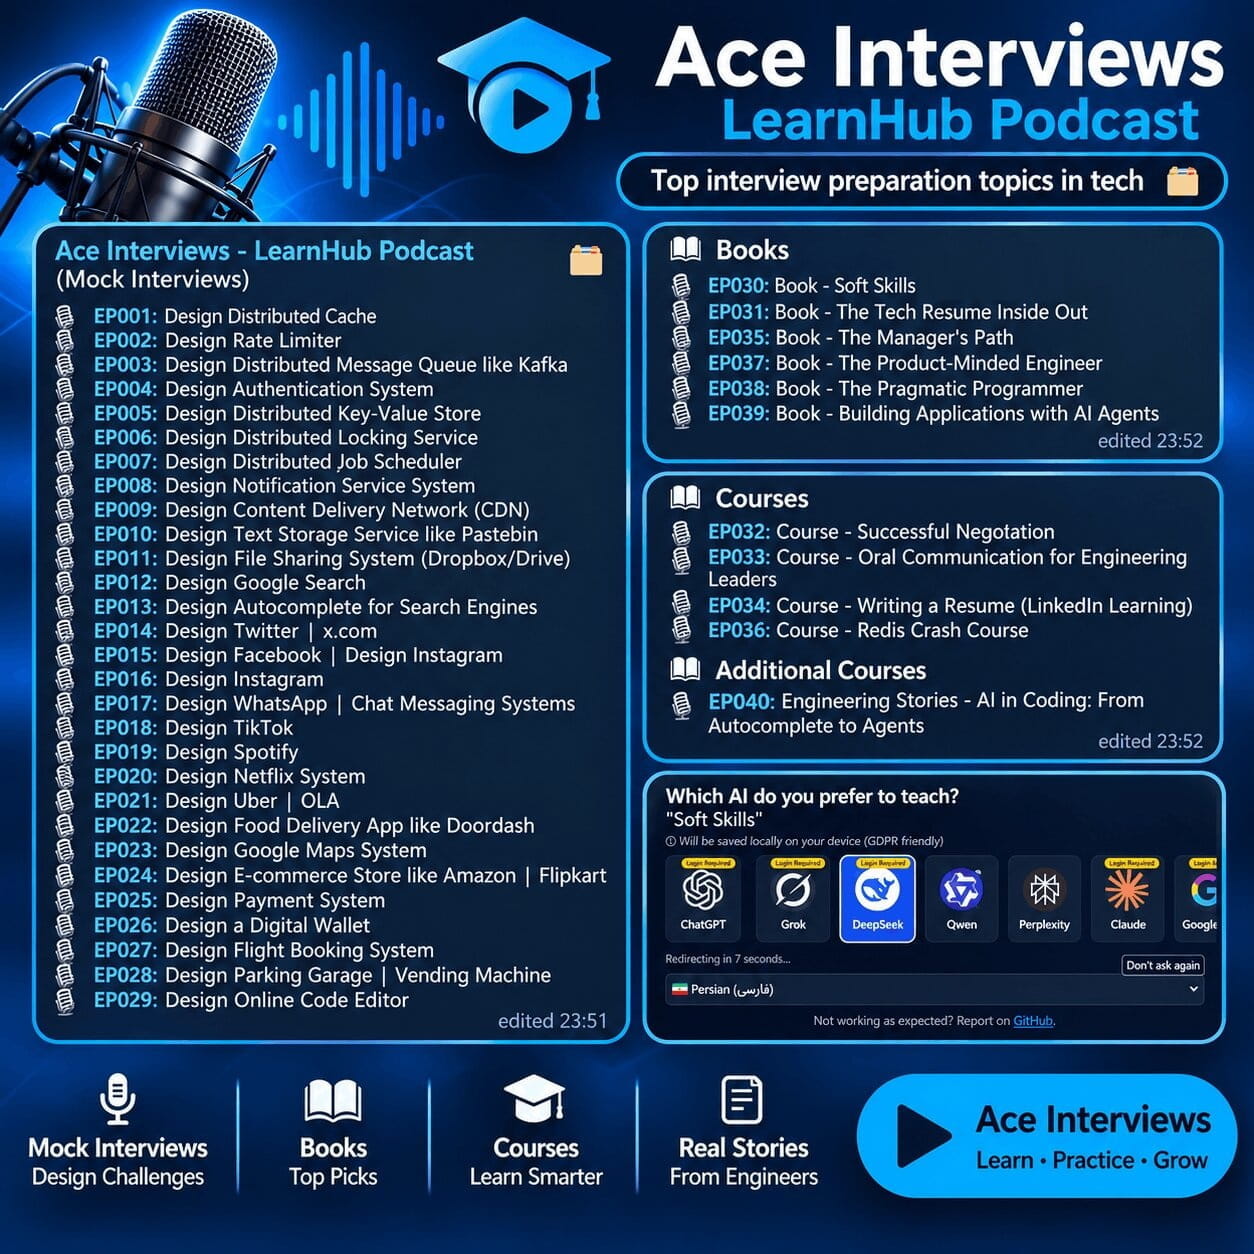 Ace Interviews
LearnHub Podcast
Top interview preparation topics in tech
Ace Interviews - LearnHub Podcast
(Mock Interviews)
EP001: Design Distributed Cache
EP002: Design Rate Limiter
EP003: Design Distributed Message Queue like Kafka
EP004: Design Authentication System
EP005: Design Distributed Key-Value Store
EP006: Design Distributed Locking Service
EP007: Design Distributed Job Scheduler
EP008: Design Notification Service System
EP009: Design Content Delivery Network (CDN)
EP010: Design Text Storage Service like Pastebin
EP011: Design File Sharing System (Dropbox/Drive)
EP012: Design Google Search
EP013: Design Autocomplete for Search Engines
EP014: Design Twitter | x.com
EP015: Design Facebook | Design Instagram
EP016: Design Instagram
EP017: Design WhatsApp | Chat Messaging Systems
EP018: Design TikTok
EP019: Design Spotify
EP020: Design Netflix System
EP021: Design Uber | OLA
EP022: Design Food Delivery App like Doordash
EP023: Design Google Maps System
EP024: Design E-commerce Store like Amazon | Flipkart
EP025: Design Payment System
EP026: Design a Digital Wallet
EP027: Design Flight Booking System
EP028: Design Parking Garage | Vending Machine
EP029: Design Online Code Editor
edited 23:51
Books
EP030: Book - Soft Skills
EP031: Book - The Tech Resume Inside Out
EP035: Book - The Manager's Path
EP037: Book - The Product-Minded Engineer
EP038: Book - The Pragmatic Programmer
EP039: Book - Building Applications with AI Agents
edited 23:52
Courses
EP032: Course - Successful Negotation
EP033: Course - Oral Communication for Engineering
Leaders
EP034: Course - Writing a Resume (LinkedIn Learning)
EP036: Course - Redis Crash Course
Additional Courses
EP040: Engineering Stories - AI in Coding: From
Autocomplete to Agents
edited 23:52
Which AI do you prefer to teach?
"Soft Skills"
Will be saved locally on your device (GDPR friendly)
Login Required Login Required Login Required Login Required Login
ChatGPT Grok DeepSeek Qwen Perplexity Claude Google
Redirecting in 7 seconds...
Don't ask again
Persian (فارسی)
Not working as expected? Report on GitHub.
Mock Interviews
Design Challenges
Books
Top Picks
Courses
Learn Smarter
Real Stories
From Engineers
Ace Interviews
Learn • Practice • Grow